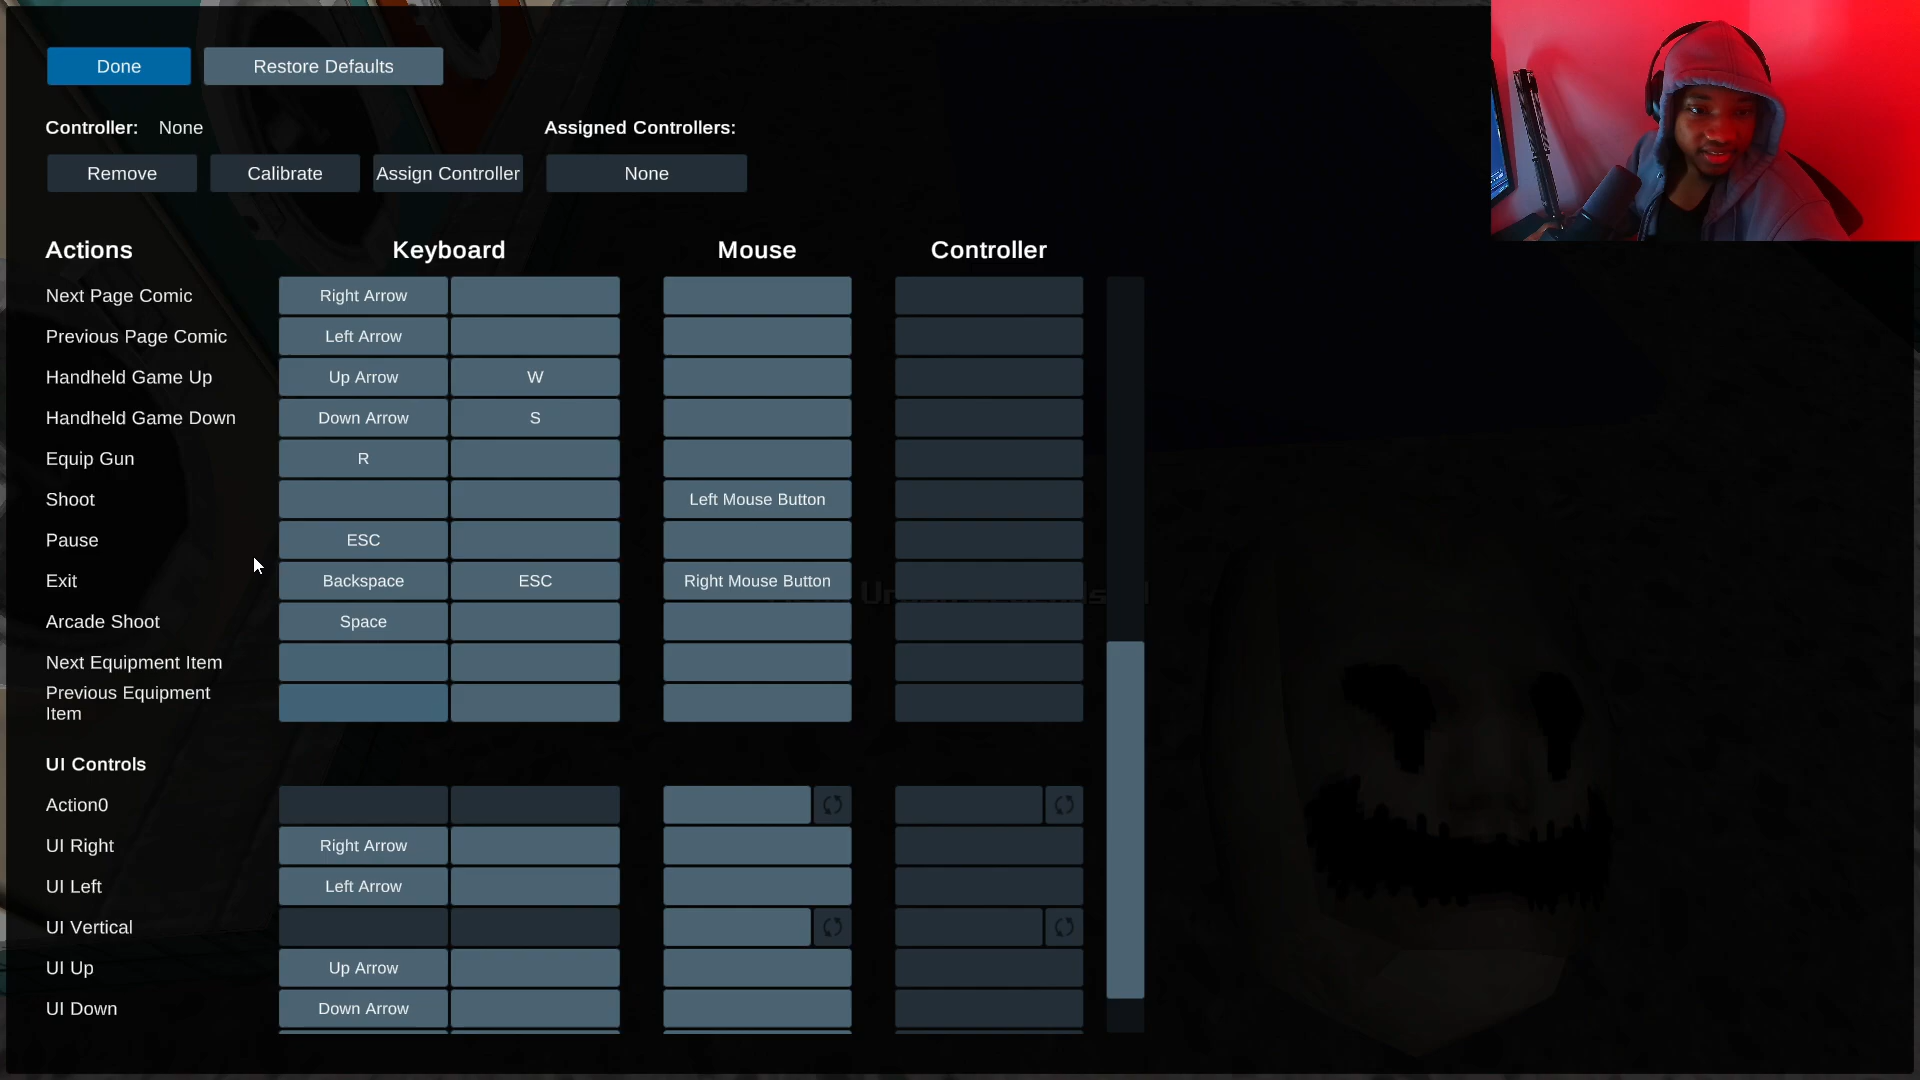 Done Restore Defaults
Controller: None Assigned Controllers:
Remove Calibrate Assign Controller None
Actions Keyboard Mouse Controller
Next Page Comic Right Arrow
Previous Page Comic Left Arrow
Handheld Game Up Up Arrow W
Handheld Game Down Down Arrow S
Equip Gun R
Shoot Left Mouse Button
Pause ESC
Exit Backspace ESC Right Mouse Button
Arcade Shoot Space
Next Equipment Item
Previous Equipment
Item
UI Controls
Action0
UI Right Right Arrow
UI Left Left Arrow
UI Vertical
UI Up Up Arrow
UI Down Down Arrow